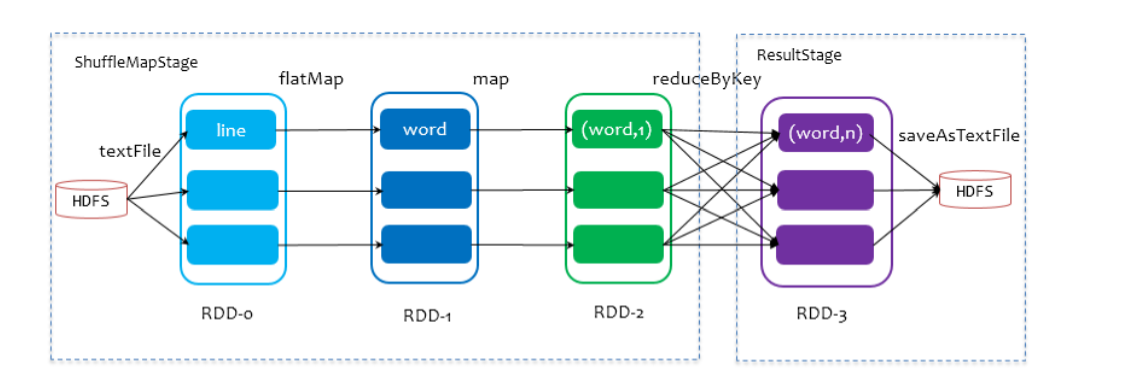 ShuffleMapStage
ResultStage
flatMap
map
reduceByKey
line
word
(word,1)
(word,n)
textFile
saveAsTextFile
HDFS
HDFS
RDD-0
RDD-1
RDD-2
RDD-3